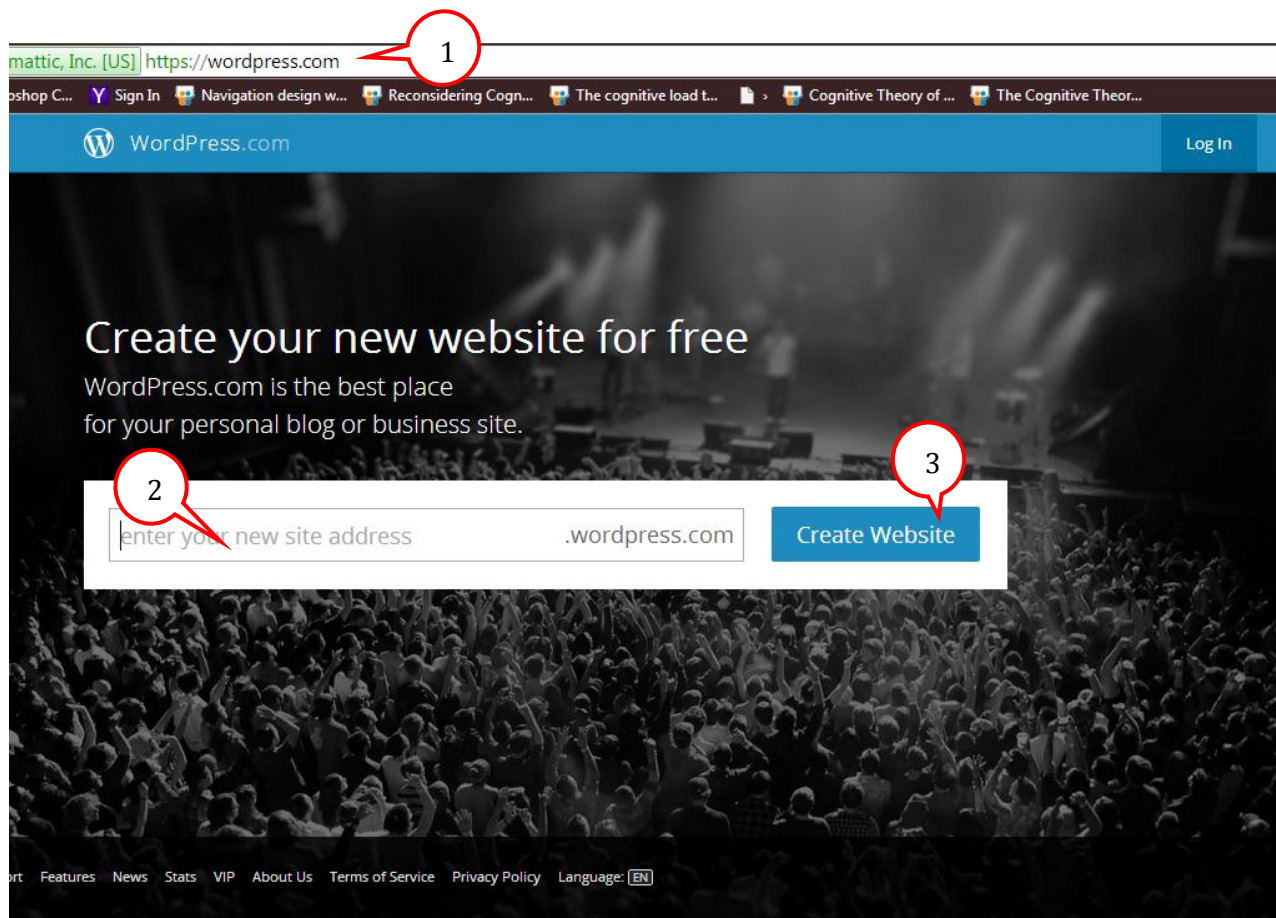 1
mattic, Inc. [US] https://wordpress.com
oshop C... Y Sign In Navigation design w... Reconsidering Cogn... The cognitive load t... › Cognitive Theory of ... The Cognitive Theor...
WordPress.com Log In
Create your new website for free
WordPress.com is the best place
for your personal blog or business site.
2 3
enter your new site address .wordpress.com Create Website
ort Features News Stats VIP About Us Terms of Service Privacy Policy Language: EN